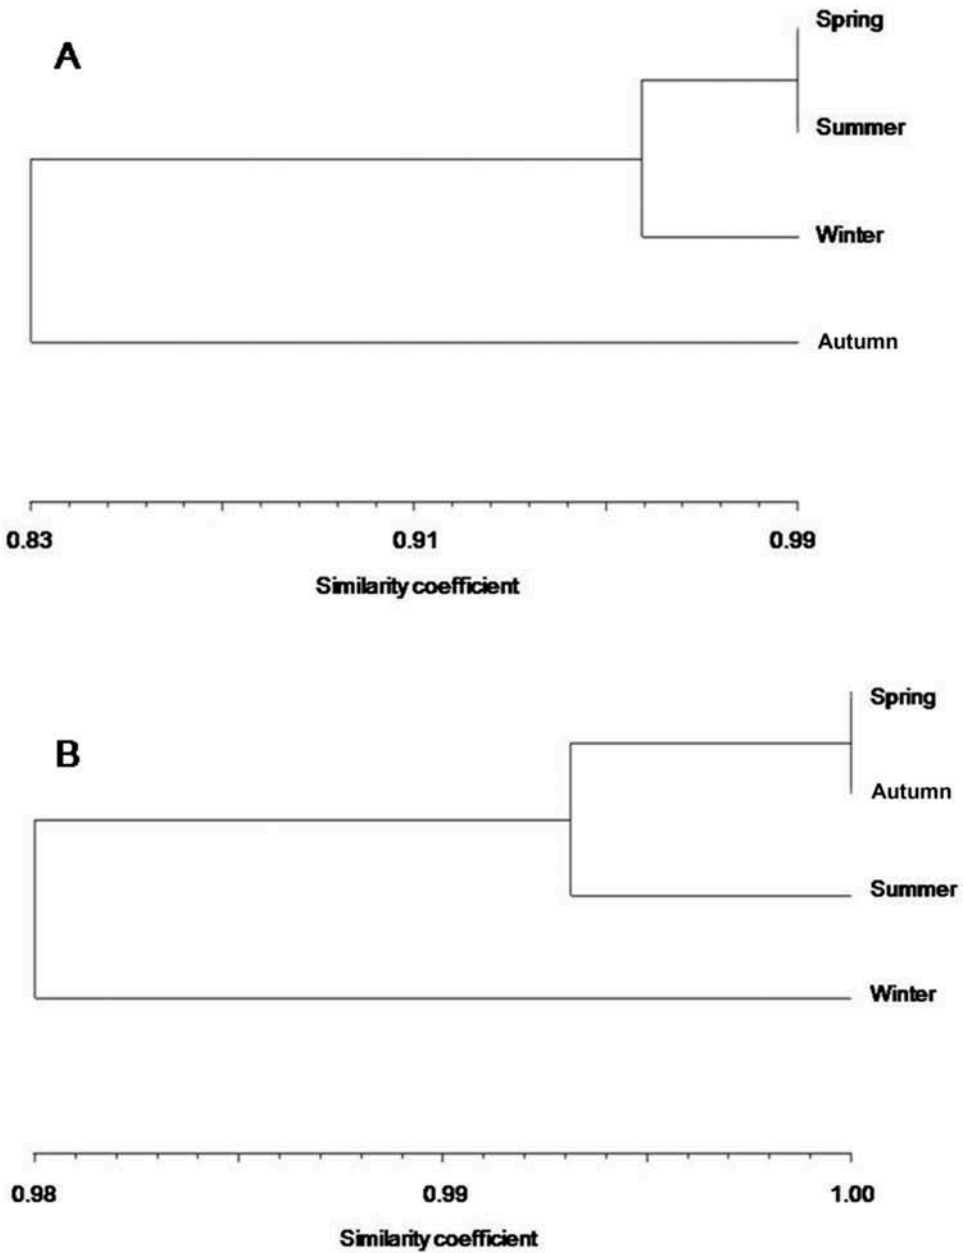 A
Spring
Summer
Winter
Autumn
0.83 0.91 0.99
Similarity coefficient
B
Spring
Autumn
Summer
Winter
0.98 0.99 1.00
Similarity coefficient